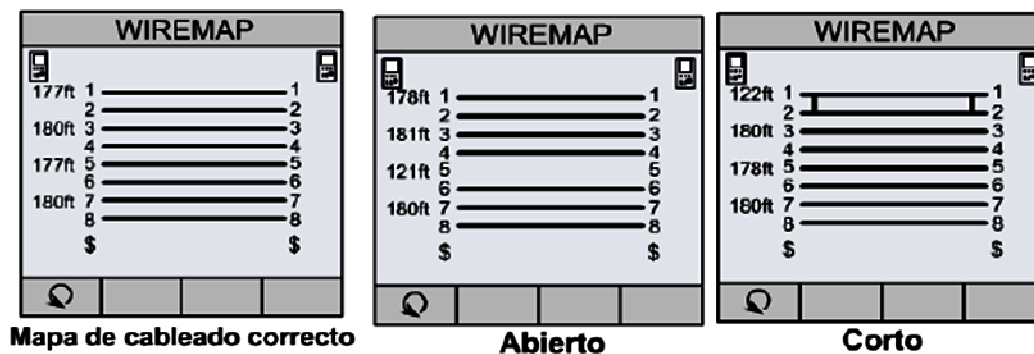 WIREMAP
177ft 1 1
2 2
180ft 3 3
4 4
177ft 5 5
6 6
180ft 7 7
8 8
$ $
Mapa de cableado correcto
WIREMAP
178ft 1 1
2 2
181ft 3 3
4 4
121ft 5 5
6 6
180ft 7 7
8 8
$ $
Abierto
WIREMAP
122ft 1 1
2 2
180ft 3 3
4 4
178ft 5 5
6 6
180ft 7 7
8 8
$ $
Corto